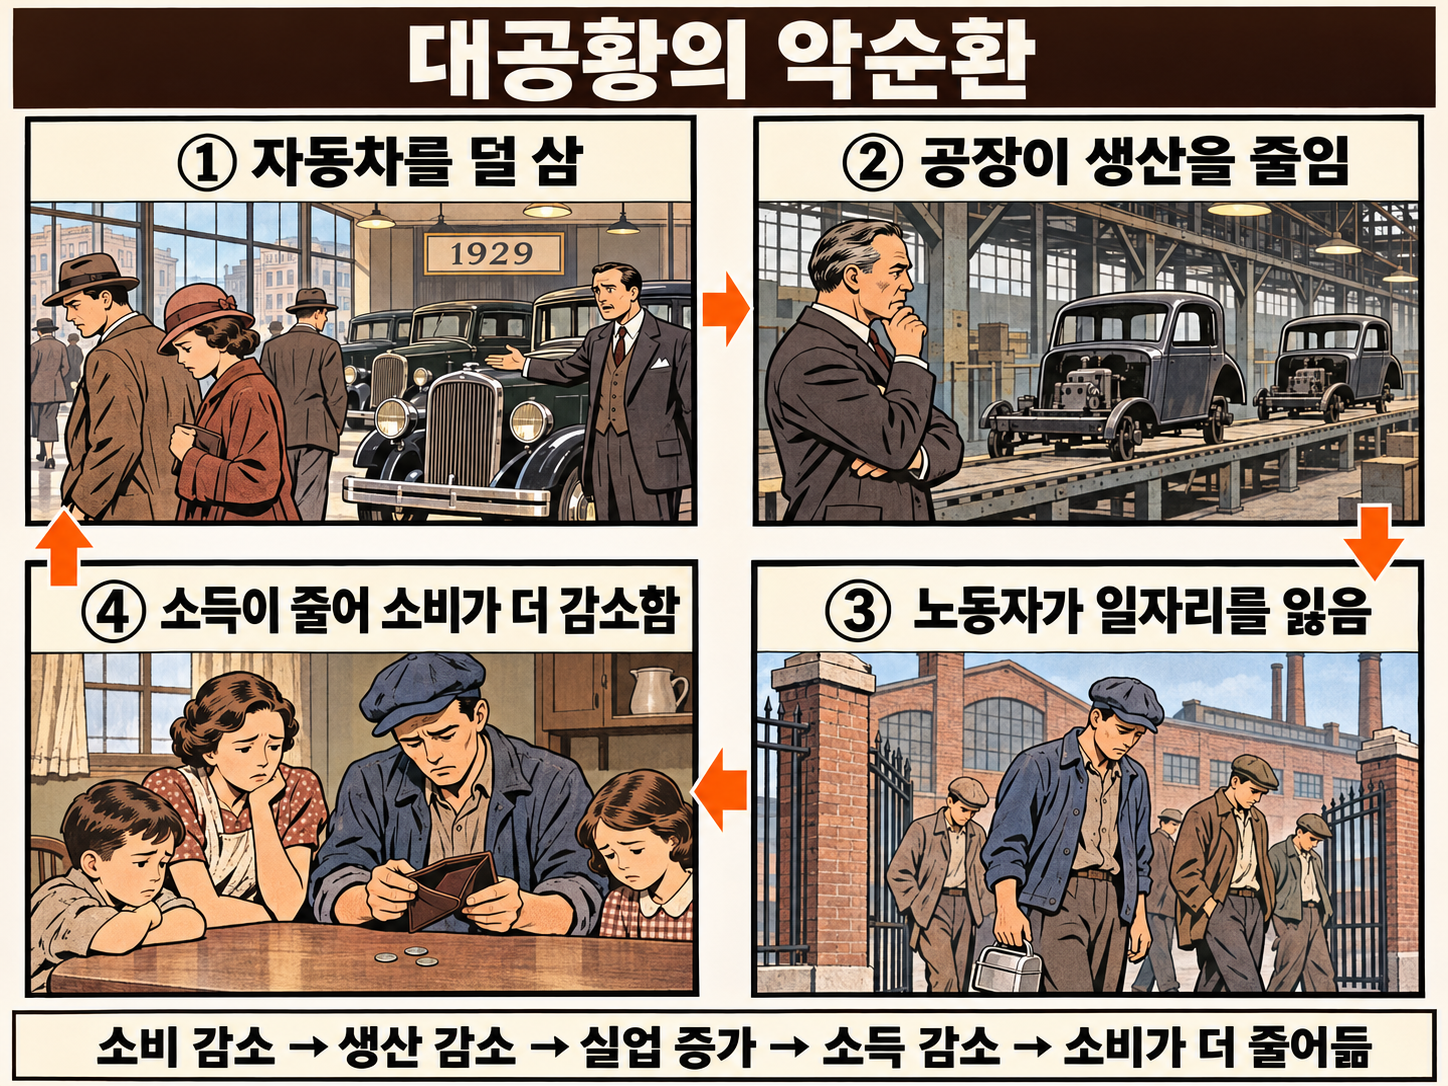 대공황의 악순환
① 자동차를 덜 삼
1929
② 공장이 생산을 줄임
③ 노동자가 일자리를 잃음
④ 소득이 줄어 소비가 더 감소함
소비 감소 → 생산 감소 → 실업 증가 → 소득 감소 → 소비가 더 줄어듦